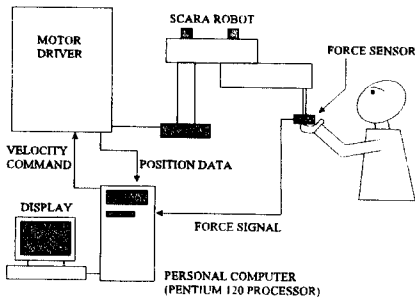 SCARA ROBOT
MOTOR
DRIVER
FORCE SENSOR
VELOCITY
COMMAND
POSITION DATA
DISPLAY
FORCE SIGNAL
PERSONAL COMPUTER
(PENTIUM 120 PROCESSOR)